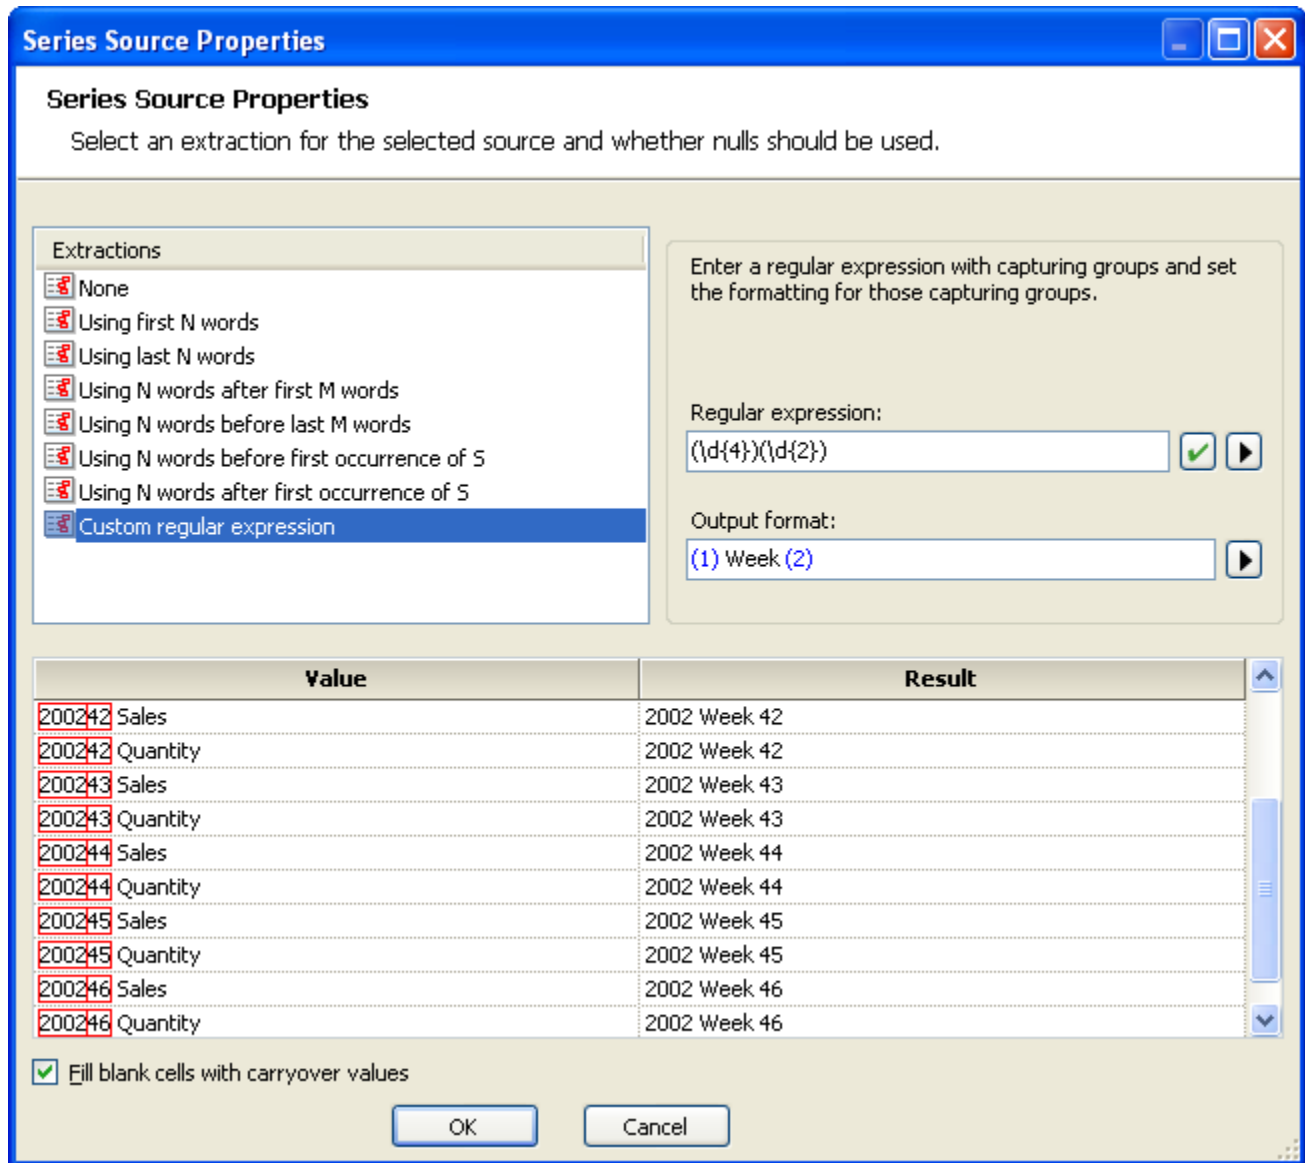 Series Source Properties
Series Source Properties
Select an extraction for the selected source and whether nulls should be used.
Extractions
None
Using first N words
Using last N words
Using N words after first M words
Using N words before last M words
Using N words before first occurrence of S
Using N words after first occurrence of S
Custom regular expression
Enter a regular expression with capturing groups and set
the formatting for those capturing groups.
Regular expression:
(\d{4})(\d{2})
Output format:
(1) Week (2)
Value Result
200242 Sales 2002 Week 42
200242 Quantity 2002 Week 42
200243 Sales 2002 Week 43
200243 Quantity 2002 Week 43
200244 Sales 2002 Week 44
200244 Quantity 2002 Week 44
200245 Sales 2002 Week 45
200245 Quantity 2002 Week 45
200246 Sales 2002 Week 46
200246 Quantity 2002 Week 46
Fill blank cells with carryover values
OK Cancel